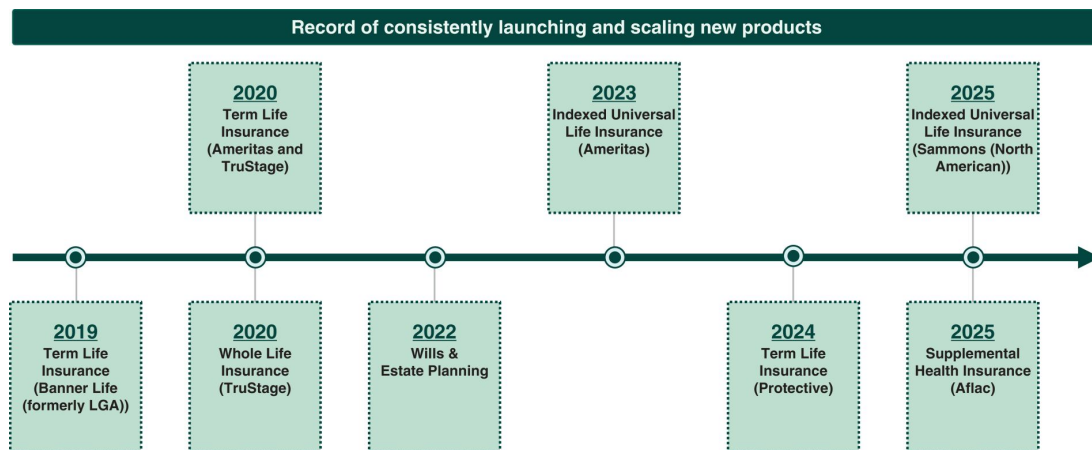 Record of consistently launching and scaling new products
2020
Term Life
Insurance
(Ameritas and
TruStage)
2023
Indexed Universal
Life Insurance
(Ameritas)
2025
Indexed Universal
Life Insurance
(Sammons (North
American))
2019
Term Life
Insurance
(Banner Life
(formerly LGA))
2020
Whole Life
Insurance
(TruStage)
2022
Wills &
Estate Planning
2024
Term Life
Insurance
(Protective)
2025
Supplemental
Health Insurance
(Aflac)